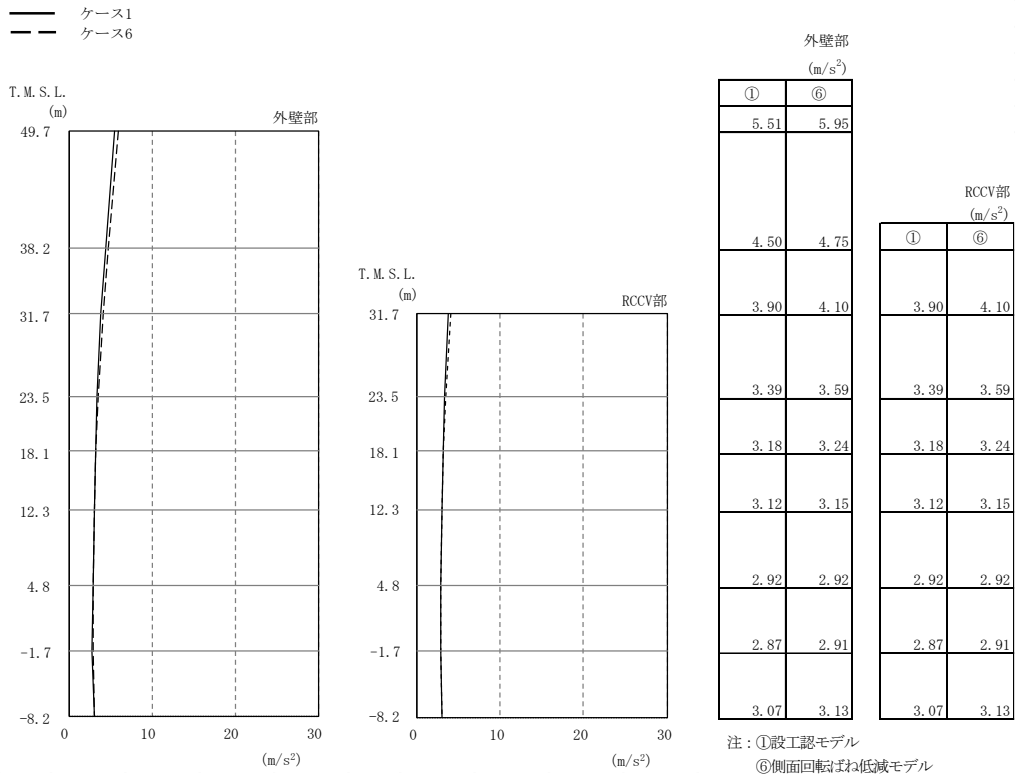 ケース1
ケース6
T.M.S.L.
(m)
外壁部
49.7
38.2
31.7
23.5
18.1
12.3
4.8
-1.7
-8.2
0 10 20 30
(m/s²)
T.M.S.L.
(m)
RCCV部
31.7
23.5
18.1
12.3
4.8
-1.7
-8.2
0 10 20 30
(m/s²)
外壁部
(m/s²)
① ⑥
5.51 5.95
4.50 4.75
3.90 4.10
3.39 3.59
3.18 3.24
3.12 3.15
2.92 2.92
2.87 2.91
3.07 3.13
RCCV部
(m/s²)
① ⑥
3.90 4.10
3.39 3.59
3.18 3.24
3.12 3.15
2.92 2.92
2.87 2.91
3.07 3.13
注：①設工認モデル
⑥側面回転ばね低減モデル